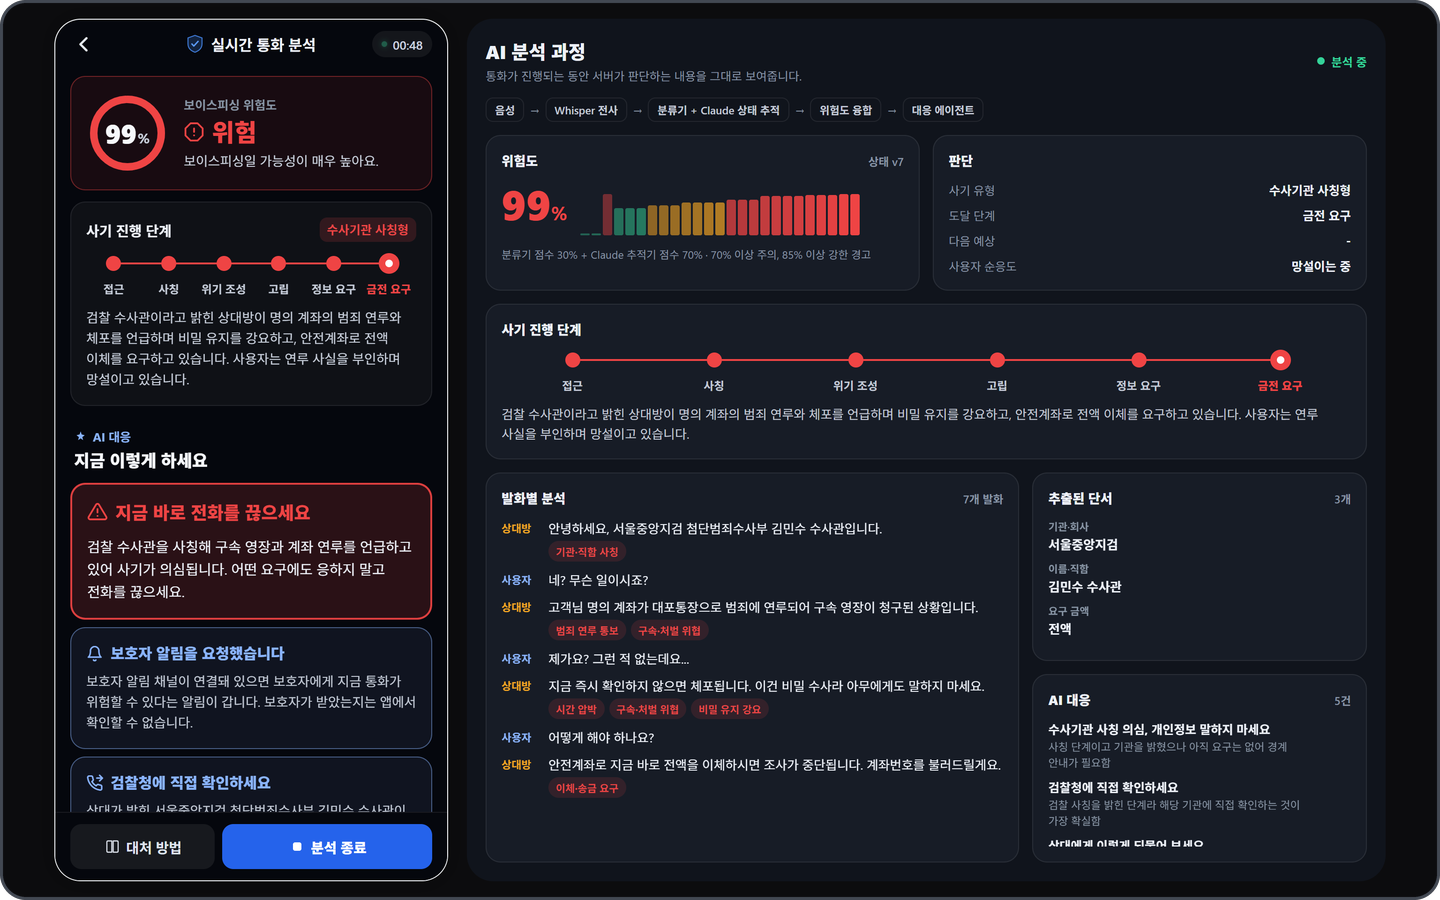 실시간 통화 분석
00:48
보이스피싱 위험도
99%
위험
보이스피싱일 가능성이 매우 높아요.
사기 진행 단계
수사기관 사칭형
접근 사칭 위기 조성 고립 정보 요구 금전 요구
검찰 수사관이라고 밝힌 상대방이 명의 계좌의 범죄 연루와
체포를 언급하며 비밀 유지를 강요하고, 안전계좌로 전액
이체를 요구하고 있습니다. 사용자는 연루 사실을 부인하며
망설이고 있습니다.
AI 대응
지금 이렇게 하세요
지금 바로 전화를 끊으세요
검찰 수사관을 사칭해 구속 영장과 계좌 연루를 언급하고
있어 사기가 의심됩니다. 어떤 요구에도 응하지 말고
전화를 끊으세요.
보호자 알림을 요청했습니다
보호자 알림 채널이 연결돼 있으면 보호자에게 지금 통화가
위험할 수 있다는 알림이 갑니다. 보호자가 받았는지는 앱에서
확인할 수 없습니다.
검찰청에 직접 확인하세요
상대가 밝힌 서울중앙지검 첨단범죄수사부 김민수 수사관이
대처 방법
분석 종료
AI 분석 과정
통화가 진행되는 동안 서버가 판단하는 내용을 그대로 보여줍니다.
분석 중
음성 → Whisper 전사 → 분류기 + Claude 상태 추적 → 위험도 융합 → 대응 에이전트
위험도
상태 v7
99%
분류기 점수 30% + Claude 추적기 점수 70% · 70% 이상 주의, 85% 이상 강한 경고
판단
사기 유형 수사기관 사칭형
도달 단계 금전 요구
다음 예상 -
사용자 순응도 망설이는 중
사기 진행 단계
접근 사칭 위기 조성 고립 정보 요구 금전 요구
검찰 수사관이라고 밝힌 상대방이 명의 계좌의 범죄 연루와 체포를 언급하며 비밀 유지를 강요하고, 안전계좌로 전액 이체를 요구하고 있습니다. 사용자는 연루
사실을 부인하며 망설이고 있습니다.
발화별 분석
7개 발화
상대방 안녕하세요, 서울중앙지검 첨단범죄수사부 김민수 수사관입니다.
기관·직함 사칭
사용자 네? 무슨 일이시죠?
상대방 고객님 명의 계좌가 대포통장으로 범죄에 연루되어 구속 영장이 청구된 상황입니다.
범죄 연루 통보 구속·처벌 위협
사용자 제가요? 그런 적 없는데요...
상대방 지금 즉시 확인하지 않으면 체포됩니다. 이건 비밀 수사라 아무에게도 말하지 마세요.
시간 압박 구속·처벌 위협 비밀 유지 강요
사용자 어떻게 해야 하나요?
상대방 안전계좌로 지금 바로 전액을 이체하시면 조사가 중단됩니다. 계좌번호를 불러드릴게요.
이체·송금 요구
추출된 단서
3개
기관·회사
서울중앙지검
이름·직함
김민수 수사관
요구 금액
전액
AI 대응
5건
수사기관 사칭 의심, 개인정보 말하지 마세요
사칭 단계이고 기관을 밝혔으나 아직 요구는 없어 경계
안내가 필요함
검찰청에 직접 확인하세요
검찰 사칭을 밝힌 단계라 해당 기관에 직접 확인하는 것이
가장 확실함
상대에게 이렇게 되물어 보세요